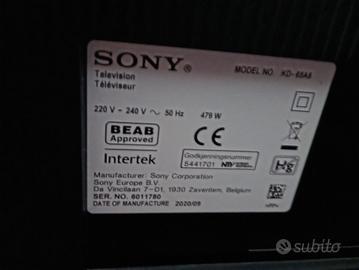 SONY®
Television
Téléviseur
MODEL NO. KD-65A8
220 V - 240 V ~ 50 Hz 478 W
BEAB
Approved
Intertek
CE
Godkjenningsnummer
5441701
Hg
Manufacturer: Sony Corporation
Sony Europe B.V.
Da Vincilaan 7-D1, 1930 Zaventem, Belgium
SER. NO. 6011780
DATE OF MANUFACTURE 2020/09
subito